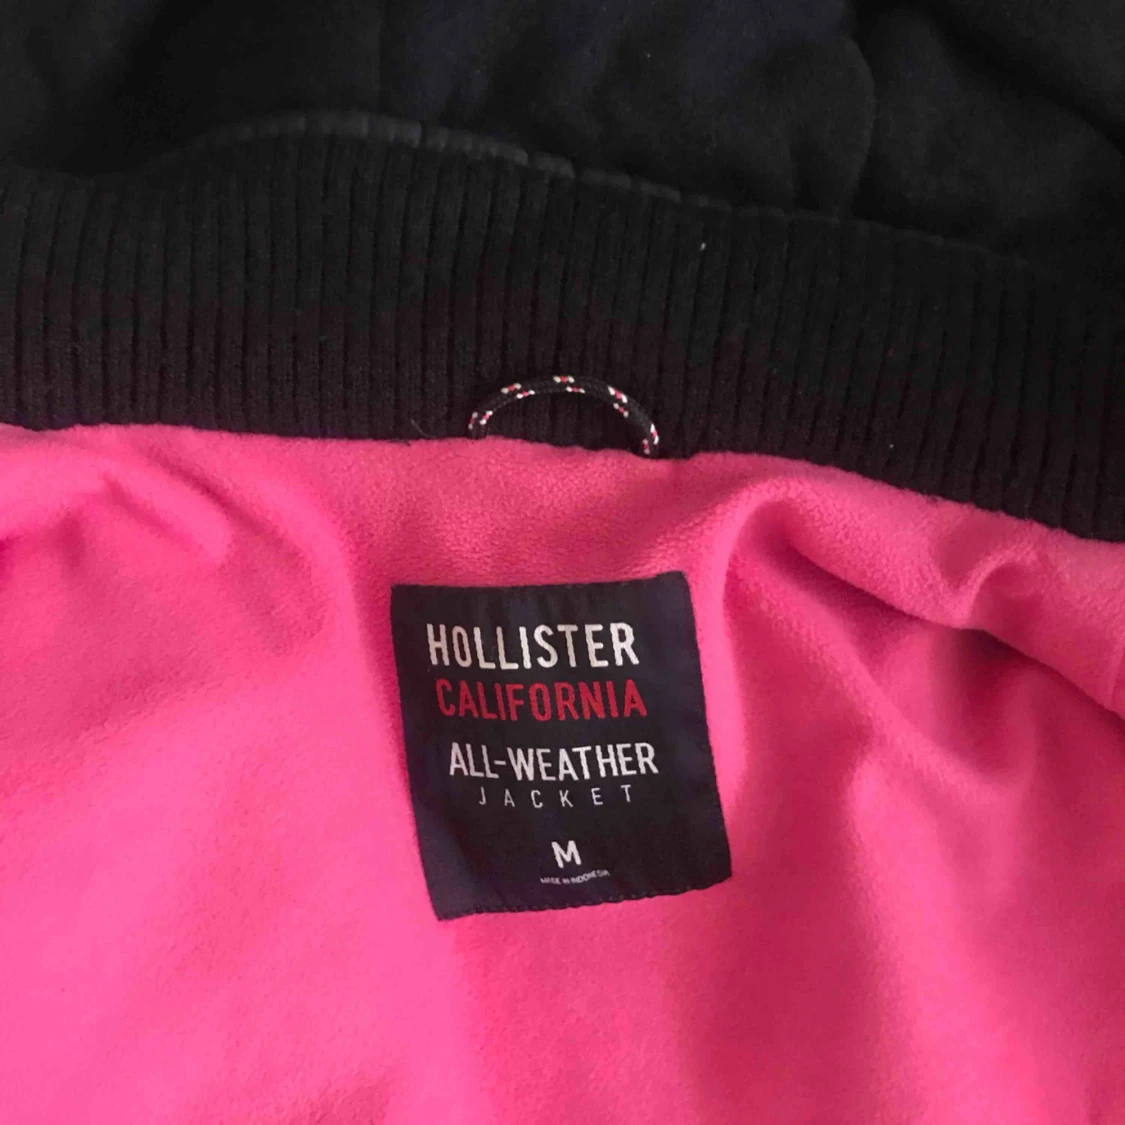 HOLLISTER
CALIFORNIA
ALL-WEATHER
JACKET
M
MADE IN INDONESIA